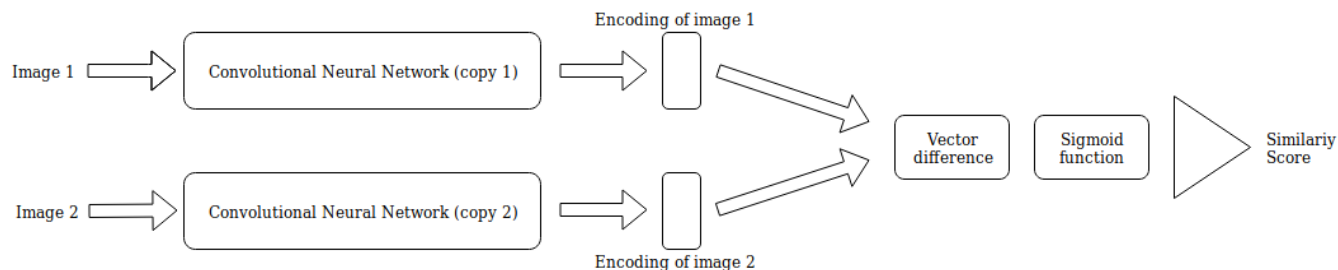 Encoding of image 1
Image 1
Convolutional Neural Network (copy 1)
Vector
difference
Sigmoid
function
Similariy
Score
Image 2
Convolutional Neural Network (copy 2)
Encoding of image 2